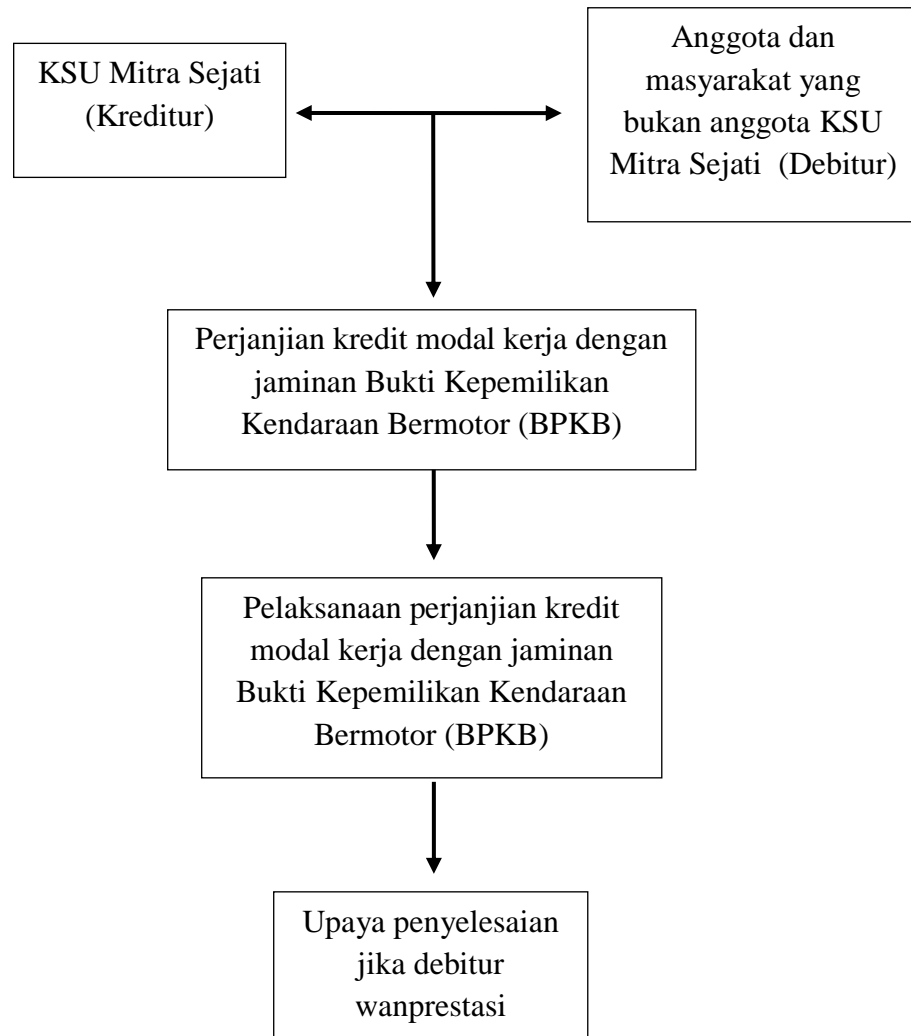 KSU Mitra Sejati
(Kreditur)
Anggota dan
masyarakat yang
bukan anggota KSU
Mitra Sejati  (Debitur)
Perjanjian kredit modal kerja dengan
jaminan Bukti Kepemilikan
Kendaraan Bermotor (BPKB)
Pelaksanaan perjanjian kredit
modal kerja dengan jaminan
Bukti Kepemilikan Kendaraan
Bermotor (BPKB)
Upaya penyelesaian
jika debitur
wanprestasi